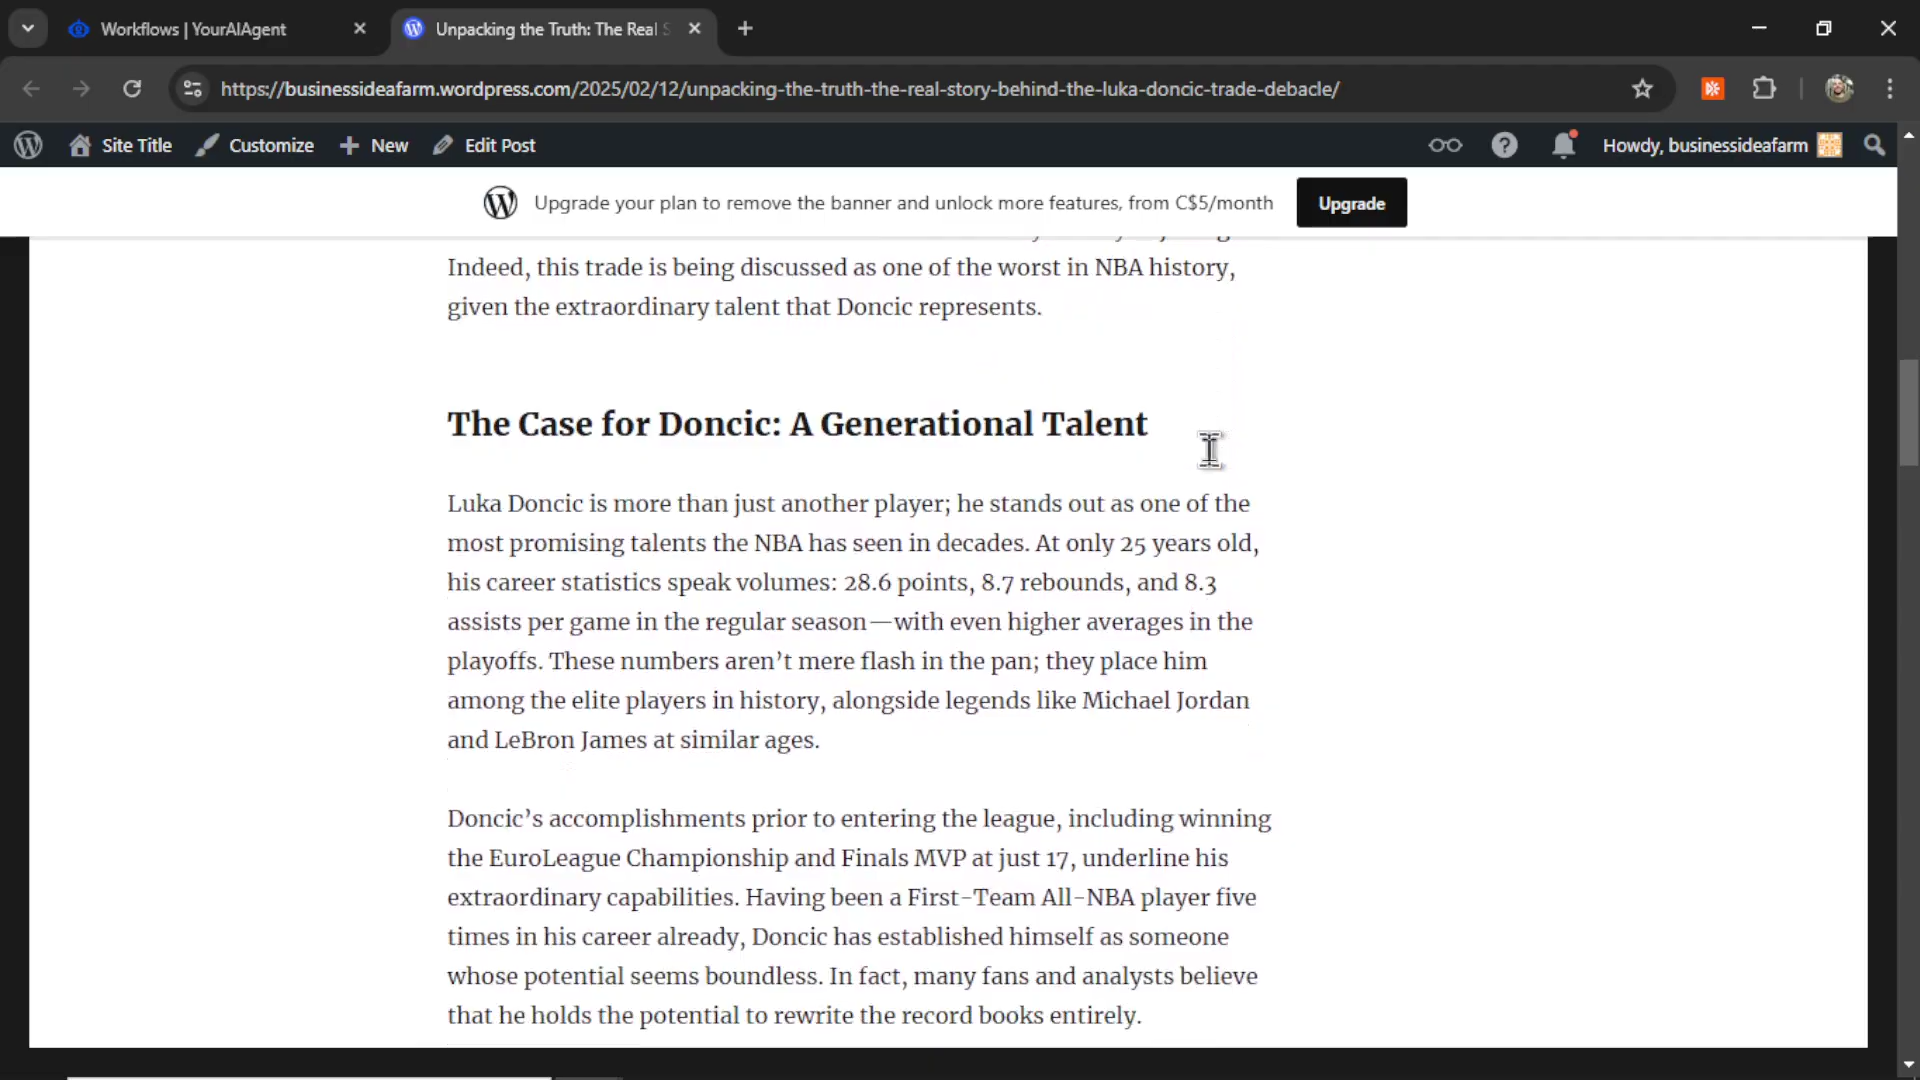 Workflows | YourAIAgent
Unpacking the Truth: The Real
https://businessideafarm.wordpress.com/2025/02/12/unpacking-the-truth-the-real-story-behind-the-luka-doncic-trade-debacle/
Site Title
Customize
New
Edit Post
Howdy, businessideafarm
Upgrade your plan to remove the banner and unlock more features, from C$5/month
Upgrade
Indeed, this trade is being discussed as one of the worst in NBA history,
given the extraordinary talent that Doncic represents.
The Case for Doncic: A Generational Talent
Luka Doncic is more than just another player; he stands out as one of the
most promising talents the NBA has seen in decades. At only 25 years old,
his career statistics speak volumes: 28.6 points, 8.7 rebounds, and 8.3
assists per game in the regular season—with even higher averages in the
playoffs. These numbers aren’t mere flash in the pan; they place him
among the elite players in history, alongside legends like Michael Jordan
and LeBron James at similar ages.
Doncic’s accomplishments prior to entering the league, including winning
the EuroLeague Championship and Finals MVP at just 17, underline his
extraordinary capabilities. Having been a First-Team All-NBA player five
times in his career already, Doncic has established himself as someone
whose potential seems boundless. In fact, many fans and analysts believe
that he holds the potential to rewrite the record books entirely.